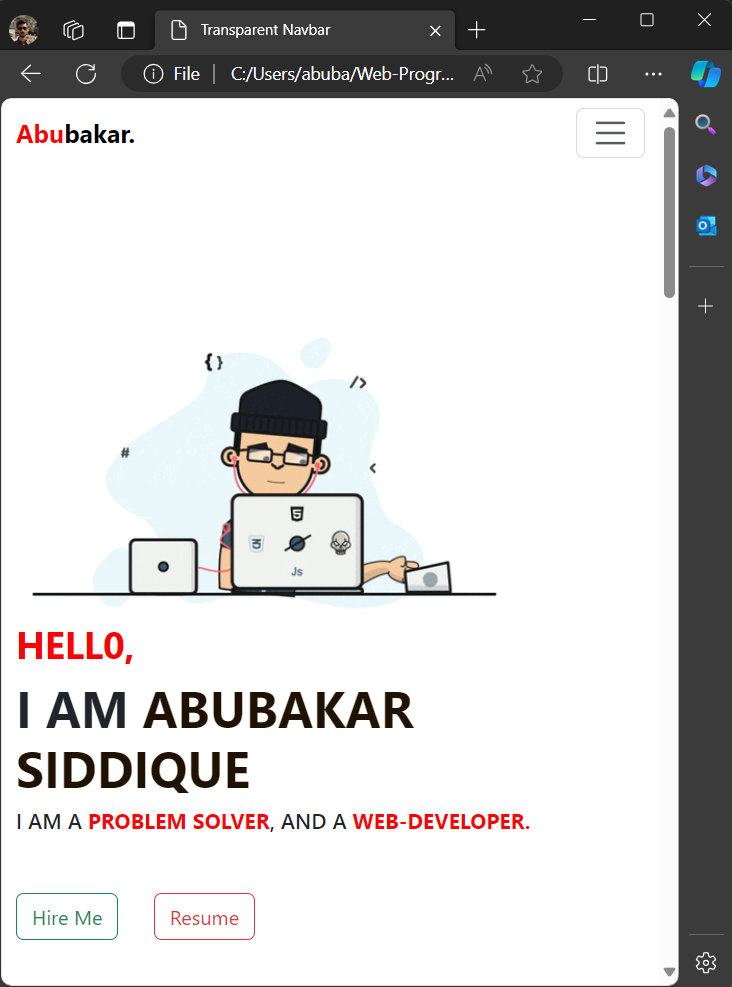 Transparent Navbar
File
C:/Users/abuba/Web-Progr...
Abubakar.
{ }
/>
#
<
Js
HELL0,
I AM ABUBAKAR
SIDDIQUE
I AM A PROBLEM SOLVER, AND A WEB-DEVELOPER.
Hire Me
Resume